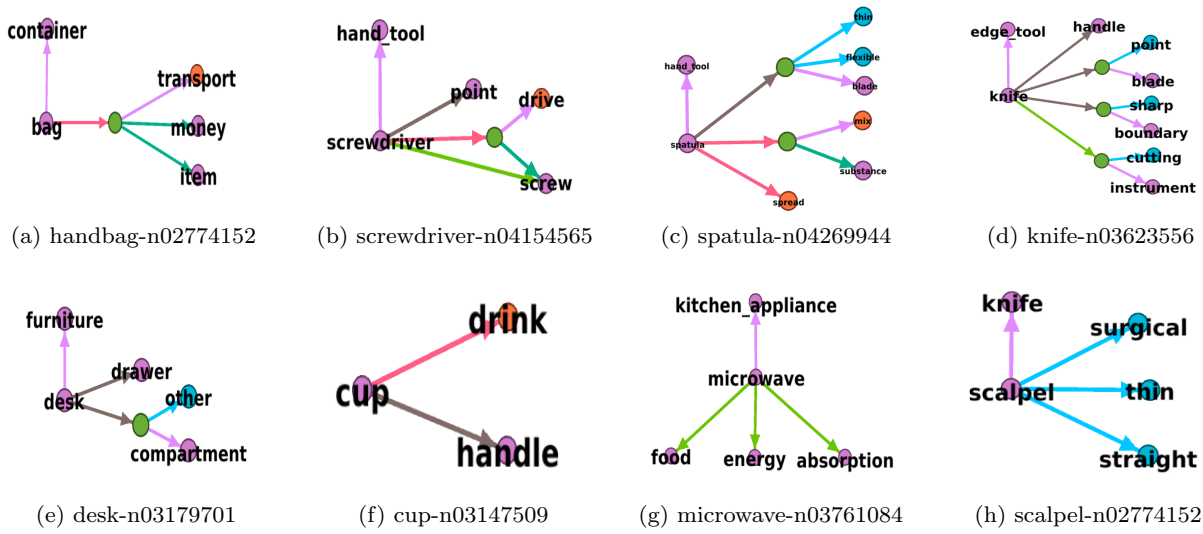 container
transport
bag
money
item
(a) handbag-n02774152
hand_tool
point
drive
screwdriver
screw
(b) screwdriver-n04154565
thin
hand_tool
flexible
blade
mix
spatula
substance
spread
(c) spatula-n04269944
edge_tool
handle
point
blade
knife
sharp
boundary
cutting
instrument
(d) knife-n03623556
furniture
drawer
desk
other
compartment
(e) desk-n03179701
drink
cup
handle
(f) cup-n03147509
kitchen_appliance
microwave
food
energy
absorption
(g) microwave-n03761084
knife
surgical
scalpel
thin
straight
(h) scalpel-n02774152